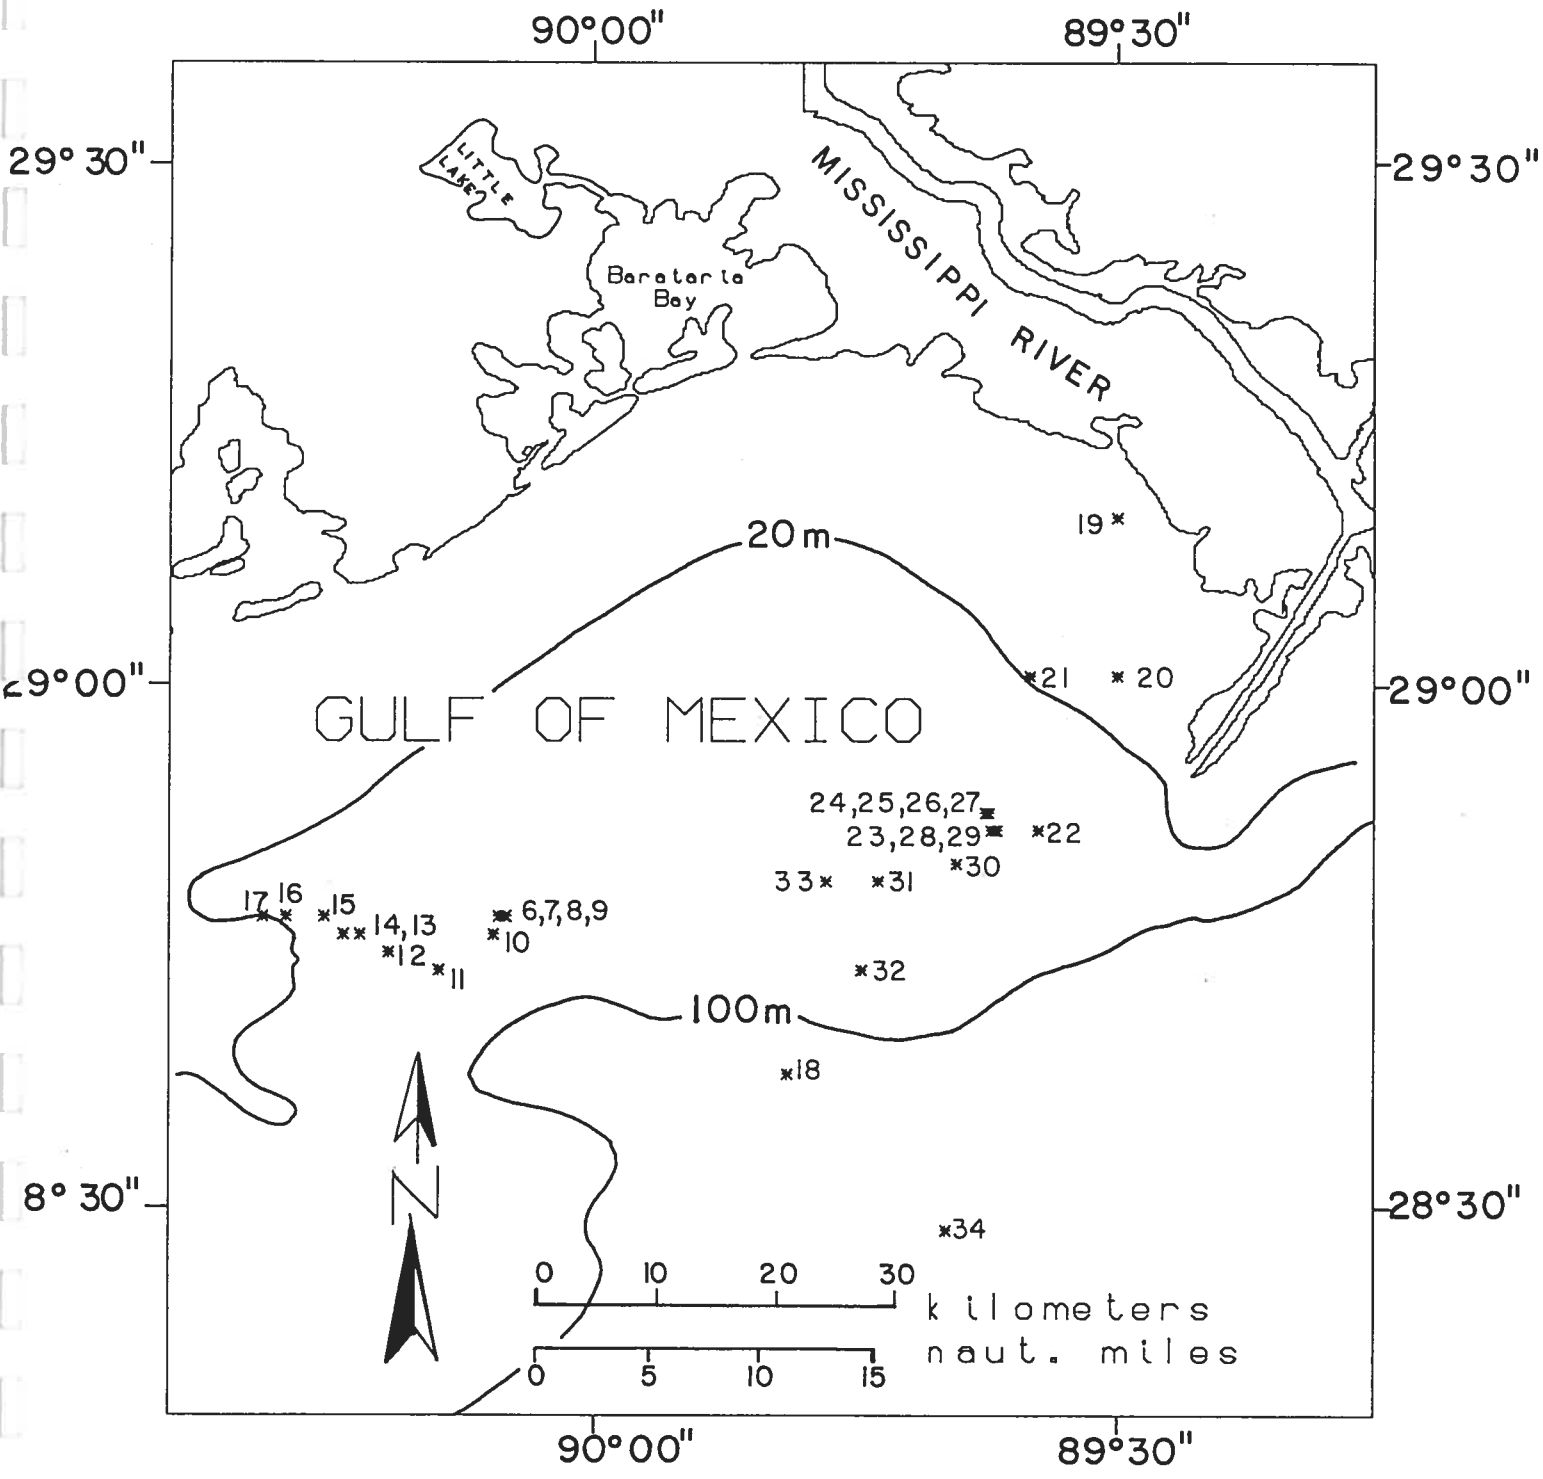 90°00" 89°30"
29°30" 29°30"
LITTLE
LAKE
MISSISSIPPI RIVER
Barataria
Bay
19
20m
21 20
29°00" 29°00"
GULF OF MEXICO
24,25,26,27
23,28,29 22
30
33 31
17 16 15 6,7,8,9
14,13
10
12
11
32
100m
18
N
8°30" 28°30"
34
0 10 20 30
kilometers
naut. miles
0 5 10 15
90°00" 89°30"